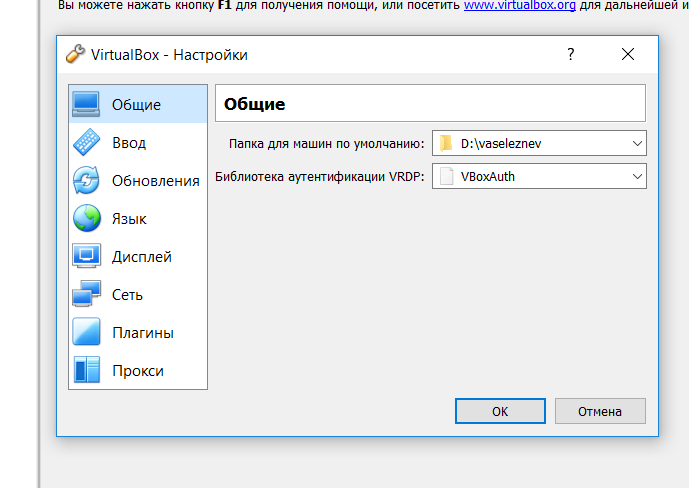 Вы можете нажать кнопку F1 для получения помощи, или посетить www.virtualbox.org для дальнейшей и
VirtualBox - Настройки ?
Общие
Ввод
Обновления
Язык
Дисплей
Сеть
Плагины
Прокси
Общие
Папка для машин по умолчанию: D:\vaseleznev
Библиотека аутентификации VRDP: VBoxAuth
OK Отмена